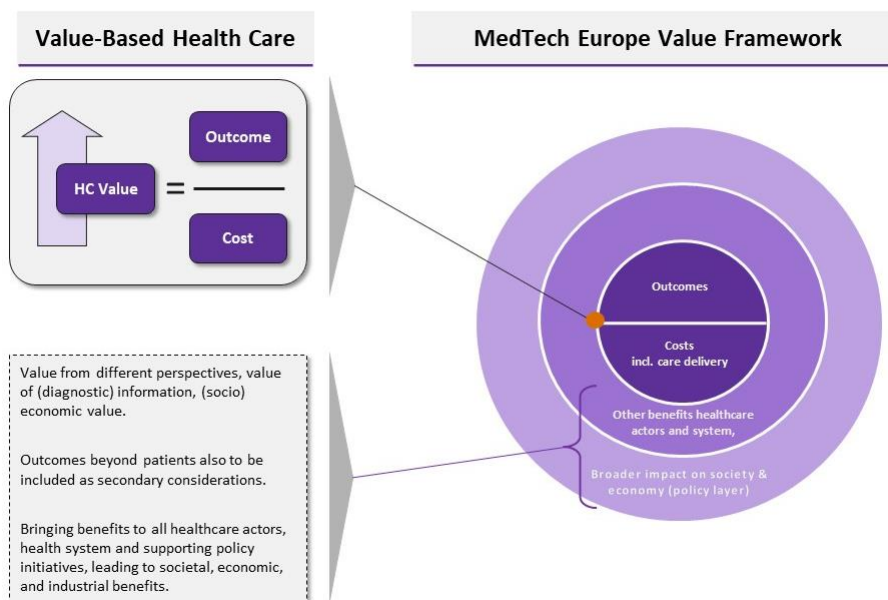 Value-Based Health Care
MedTech Europe Value Framework
HC Value
=
Outcome
Cost
Outcomes
Costs
incl. care delivery
Other benefits healthcare
actors and system,
Broader impact on society &
economy (policy layer)
Value from different perspectives, value
of (diagnostic) information, (socio)
economic value.
Outcomes beyond patients also to be
included as secondary considerations.
Bringing benefits to all healthcare actors,
health system and supporting policy
initiatives, leading to societal, economic,
and industrial benefits.